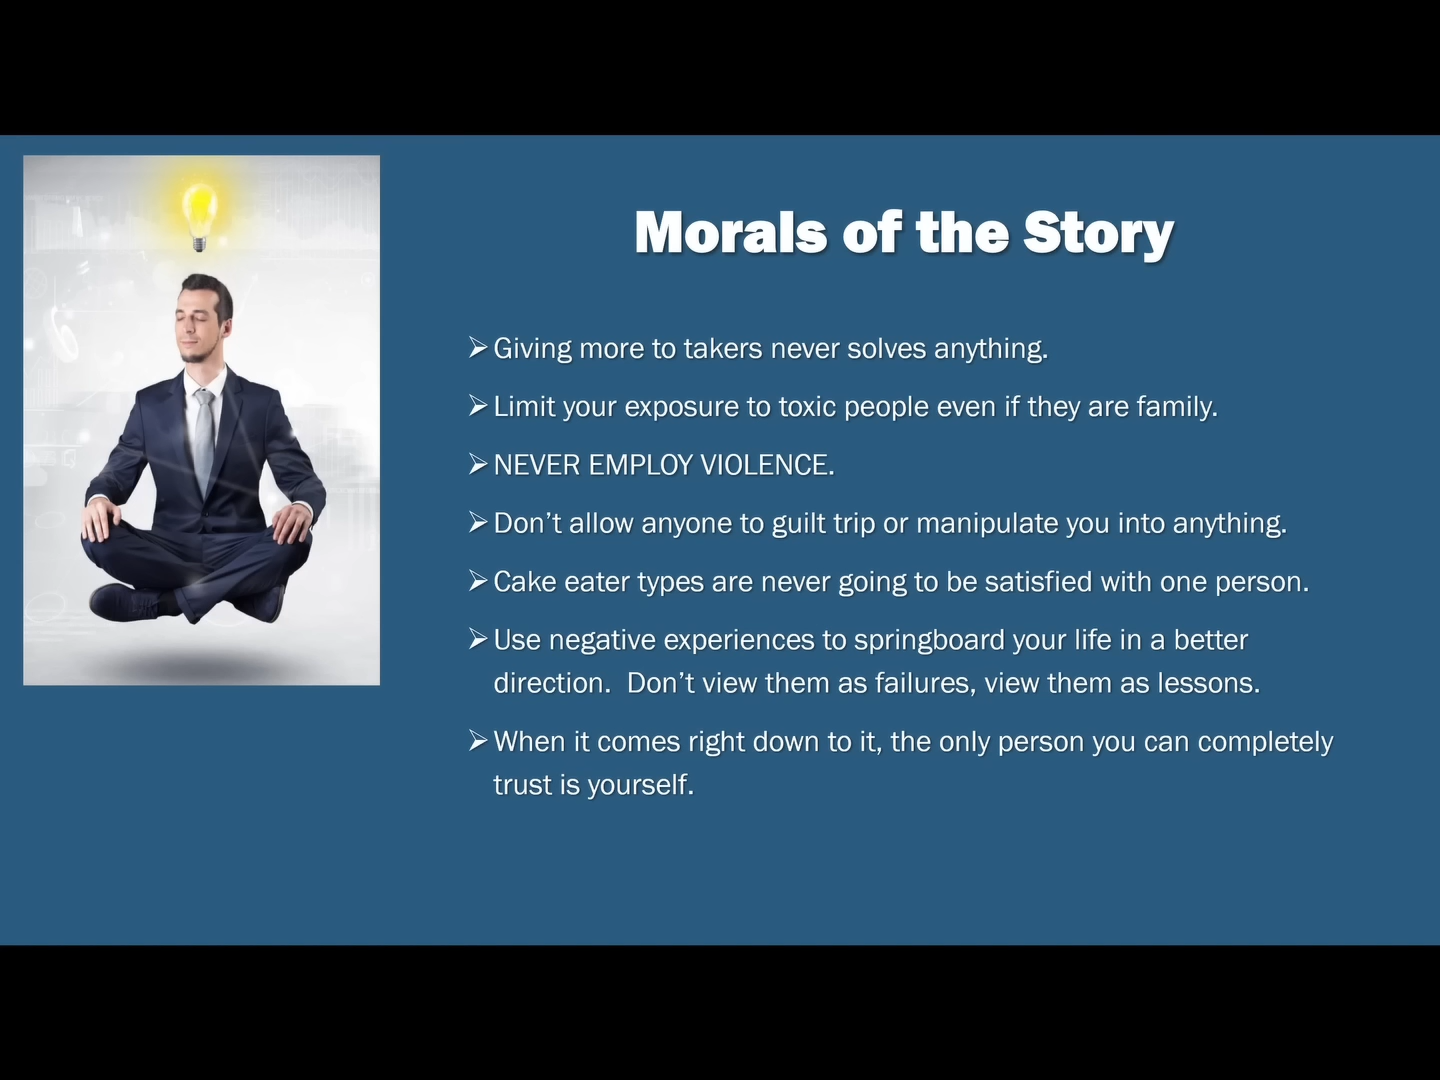 Morals of the Story
➢Giving more to takers never solves anything.
➢Limit your exposure to toxic people even if they are family.
➢NEVER EMPLOY VIOLENCE.
➢Don’t allow anyone to guilt trip or manipulate you into anything.
➢Cake eater types are never going to be satisfied with one person.
➢Use negative experiences to springboard your life in a better
direction.  Don’t view them as failures, view them as lessons.
➢When it comes right down to it, the only person you can completely
trust is yourself.